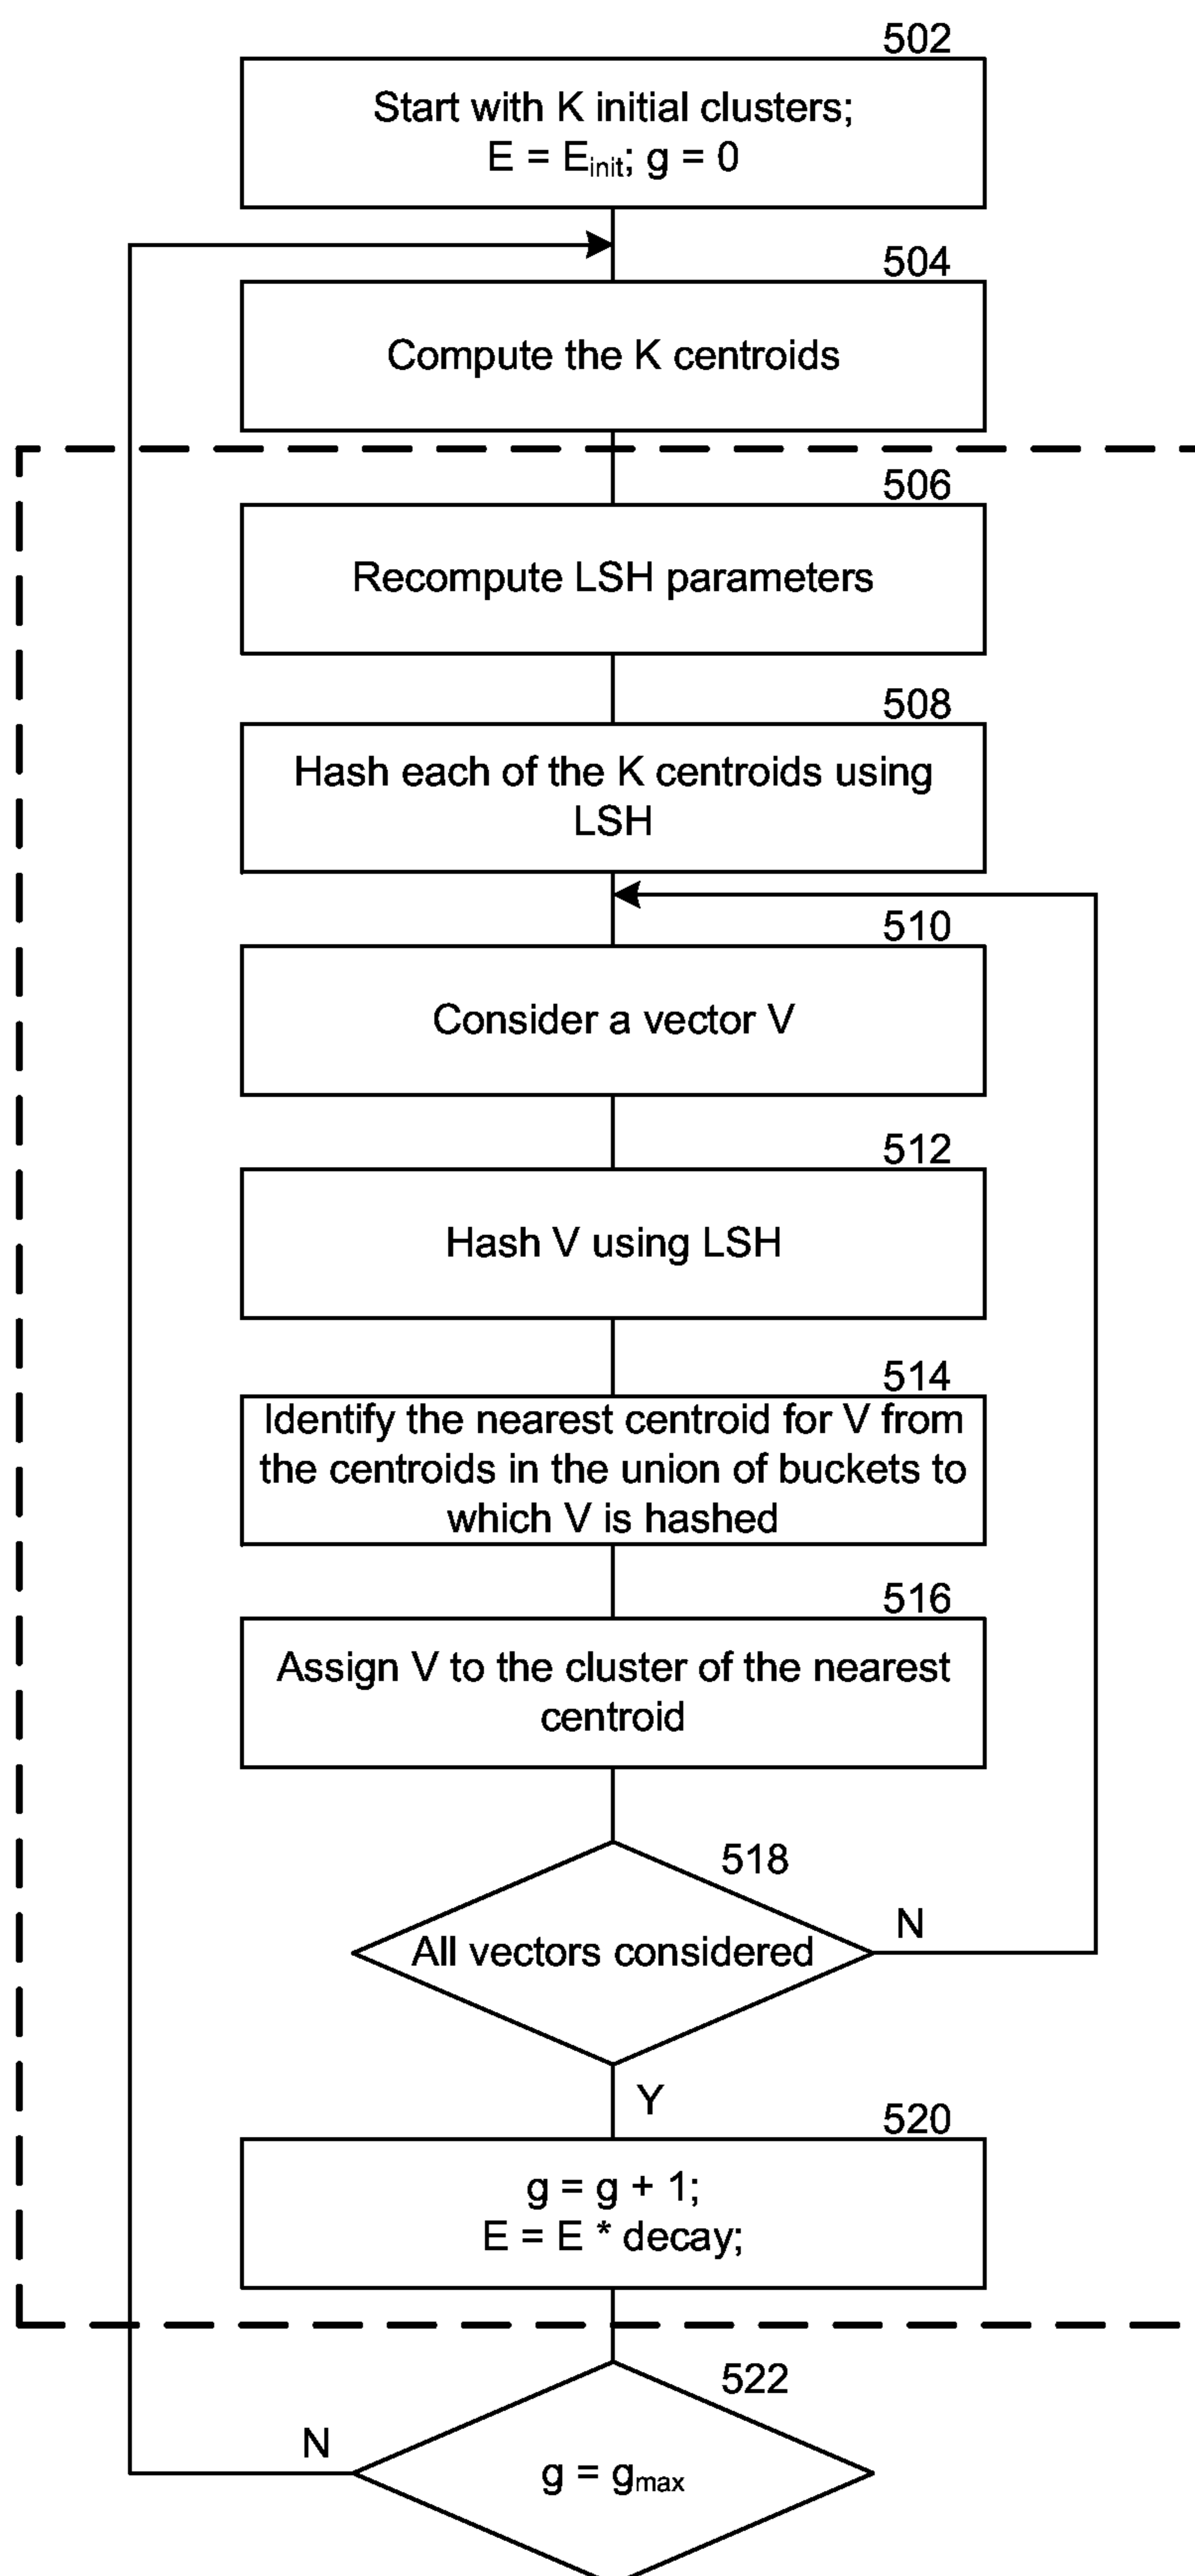 502
Start with K initial clusters;
E = Einit; g = 0
504
Compute the K centroids
506
Recompute LSH parameters
508
Hash each of the K centroids using
LSH
510
Consider a vector V
512
Hash V using LSH
514
Identify the nearest centroid for V from
the centroids in the union of buckets to
which V is hashed
516
Assign V to the cluster of the nearest
centroid
518
All vectors considered
N
Y
520
g = g + 1;
E = E * decay;
522
N
g = gmax